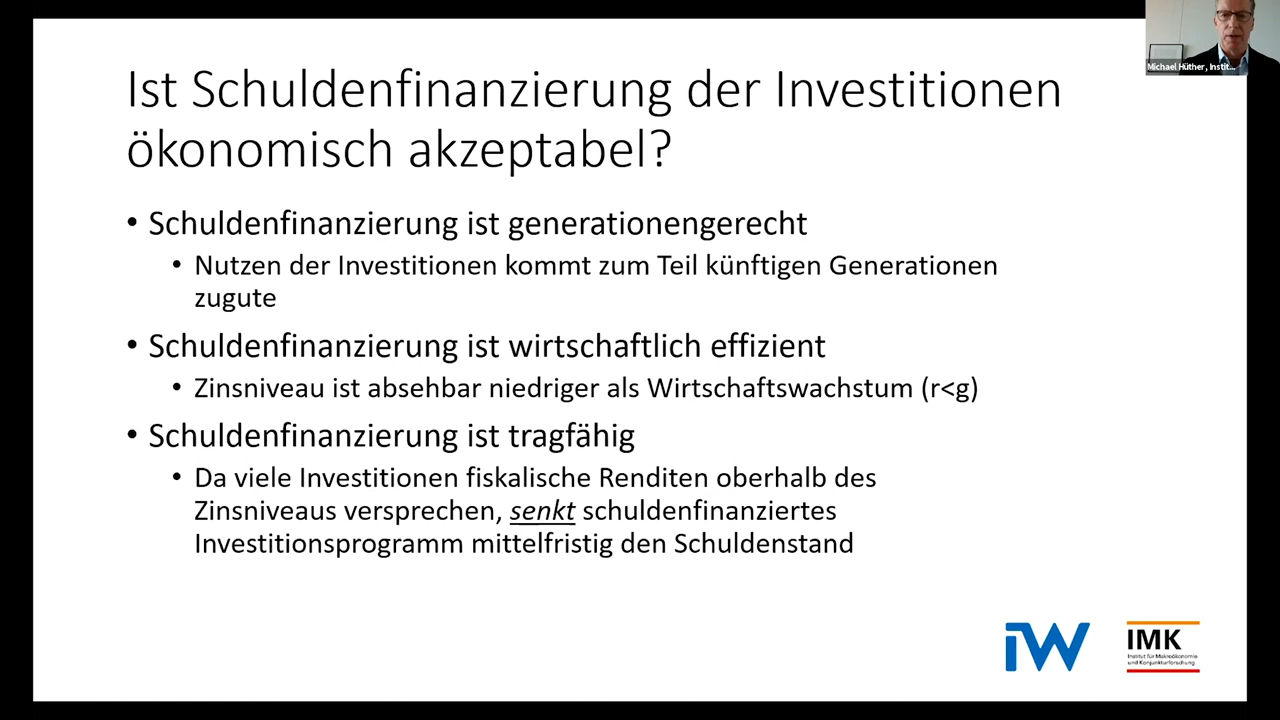 Michael Hüther, Instit...
Ist Schuldenfinanzierung der Investitionen
ökonomisch akzeptabel?
• Schuldenfinanzierung ist generationengerecht
• Nutzen der Investitionen kommt zum Teil künftigen Generationen
zugute
• Schuldenfinanzierung ist wirtschaftlich effizient
• Zinsniveau ist absehbar niedriger als Wirtschaftswachstum (r<g)
• Schuldenfinanzierung ist tragfähig
• Da viele Investitionen fiskalische Renditen oberhalb des
Zinsniveaus versprechen, senkt schuldenfinanziertes
Investitionsprogramm mittelfristig den Schuldenstand
iW
IMK
Institut für Makroökonomie
und Konjunkturforschung